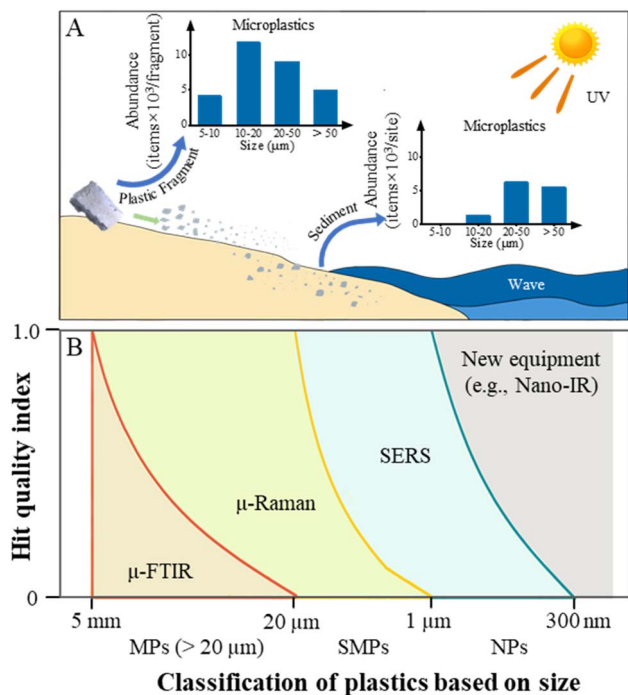 A
Microplastics
Abundance
(items×10³/fragment)
10
5
0
5-10 10-20 20-50 > 50
Size (μm)
Plastic Fragment
UV
Microplastics
Abundance
(items×10³/site)
10
5
0
5-10 10-20 20-50 > 50
Size (μm)
Sediment
Wave
B
Hit quality index
1.0
0
New equipment
(e.g., Nano-IR)
SERS
μ-Raman
μ-FTIR
5 mm 20 μm 1 μm 300 nm
MPs (> 20 μm) SMPs NPs
Classification of plastics based on size